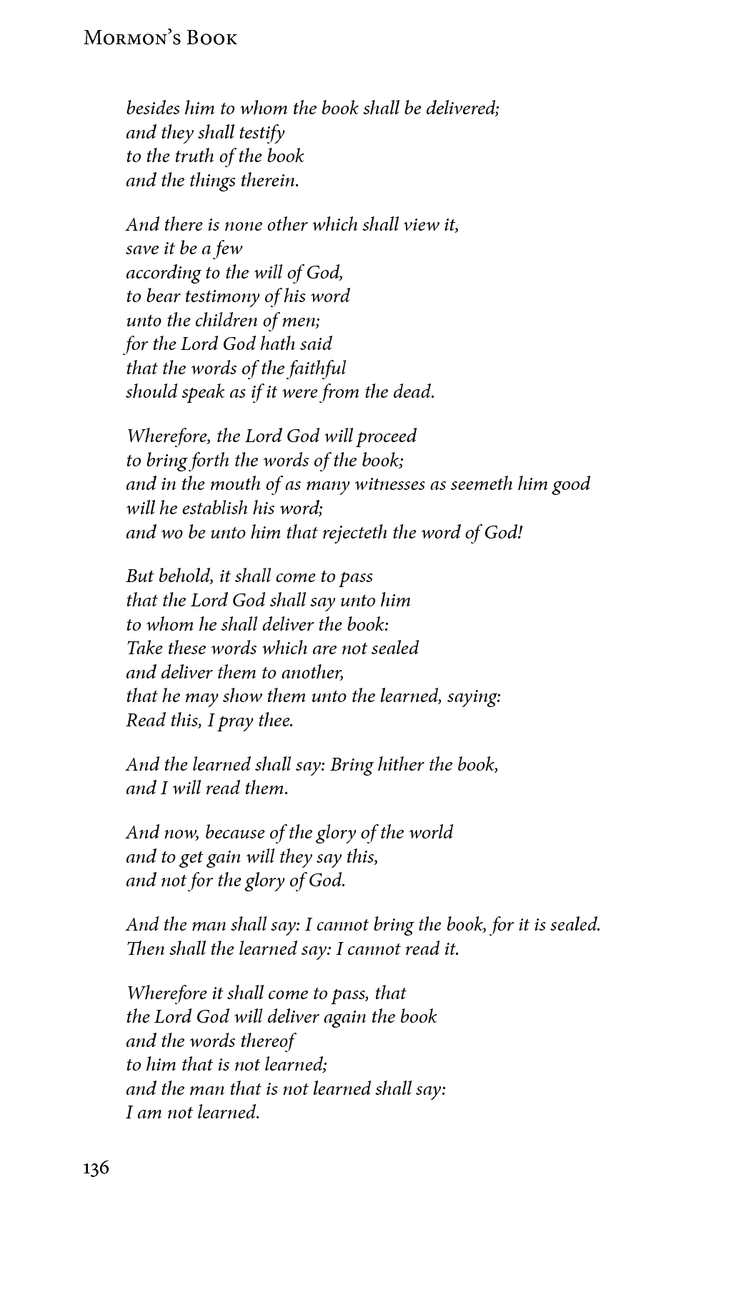 Mormon’s Book
besides him to whom the book shall be delivered;
and they shall testify
to the truth of the book
and the things therein.
And there is none other which shall view it,
save it be a few
according to the will of God,
to bear testimony of his word
unto the children of men;
for the Lord God hath said
that the words of the faithful
should speak as if it were from the dead.
Wherefore, the Lord God will proceed
to bring forth the words of the book;
and in the mouth of as many witnesses as seemeth him good
will he establish his word;
and wo be unto him that rejecteth the word of God!
But behold, it shall come to pass
that the Lord God shall say unto him
to whom he shall deliver the book:
Take these words which are not sealed
and deliver them to another,
that he may show them unto the learned, saying:
Read this, I pray thee.
And the learned shall say: Bring hither the book,
and I will read them.
And now, because of the glory of the world
and to get gain will they say this,
and not for the glory of God.
And the man shall say: I cannot bring the book, for it is sealed.
Then shall the learned say: I cannot read it.
Wherefore it shall come to pass, that
the Lord God will deliver again the book
and the words thereof
to him that is not learned;
and the man that is not learned shall say:
I am not learned.
136